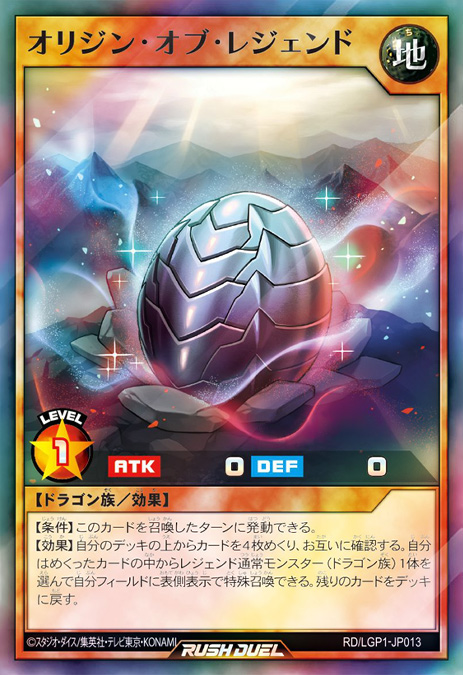 オリジン・オブ・レジェンド
地
LEVEL
1
ATK 0 DEF 0
【ドラゴン族/効果】
【条件】このカードを召喚したターンに発動できる。
【効果】自分のデッキの上からカードを4枚めくり、お互いに確認する。自分
はめくったカードの中からレジェンド通常モンスター(ドラゴン族)1体を
選んで自分フィールドに表側表示で特殊召喚できる。残りのカードをデッキ
に戻す。
©スタジオ・ダイス/集英社・テレビ東京・KONAMI
RUSH DUEL
RD/LGP1-JP013